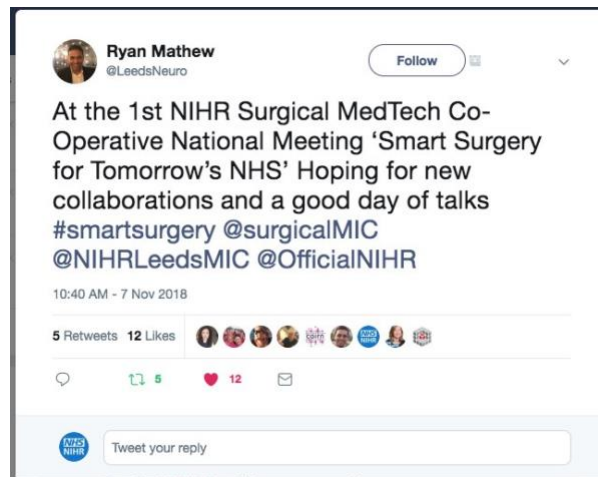 Ryan Mathew
@LeedsNeuro
Follow
At the 1st NIHR Surgical MedTech Co-
Operative National Meeting ‘Smart Surgery
for Tomorrow’s NHS’ Hoping for new
collaborations and a good day of talks
#smartsurgery @surgicalMIC
@NIHRLeedsMIC @OfficialNIHR
10:40 AM - 7 Nov 2018
5 Retweets 12 Likes
NHS
NIHR
5 12
NHS
NIHR
Tweet your reply